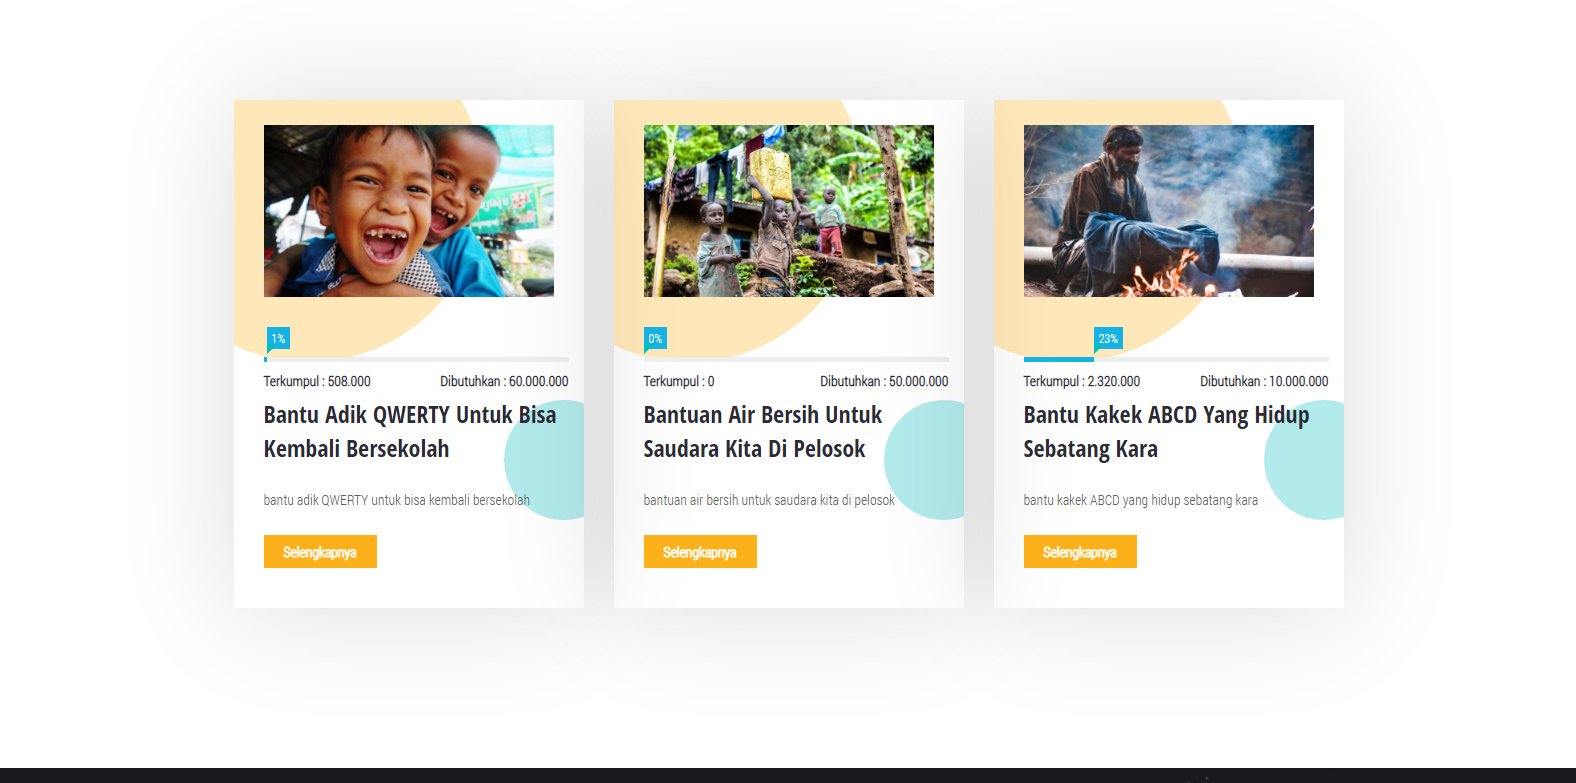 1%
Terkumpul : 508.000 Dibutuhkan : 60.000.000
Bantu Adik QWERTY Untuk Bisa
Kembali Bersekolah
bantu adik QWERTY untuk bisa kembali bersekolah
Selengkapnya
0%
Terkumpul : 0 Dibutuhkan : 50.000.000
Bantuan Air Bersih Untuk
Saudara Kita Di Pelosok
bantuan air bersih untuk saudara kita di pelosok
Selengkapnya
23%
Terkumpul : 2.320.000 Dibutuhkan : 10.000.000
Bantu Kakek ABCD Yang Hidup
Sebatang Kara
bantu kakek ABCD yang hidup sebatang kara
Selengkapnya